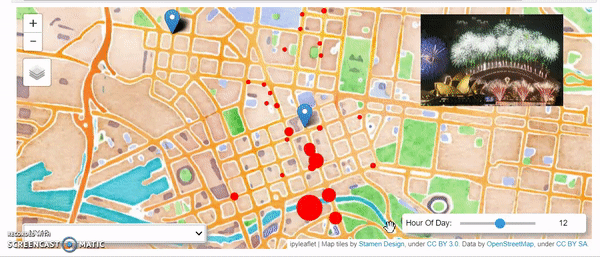 +
−
Hour Of Day:
12
RECORDED WITH
SCREENCAST MATIC
ipyleaflet | Map tiles by Stamen Design, under CC BY 3.0. Data by OpenStreetMap, under CC BY SA.